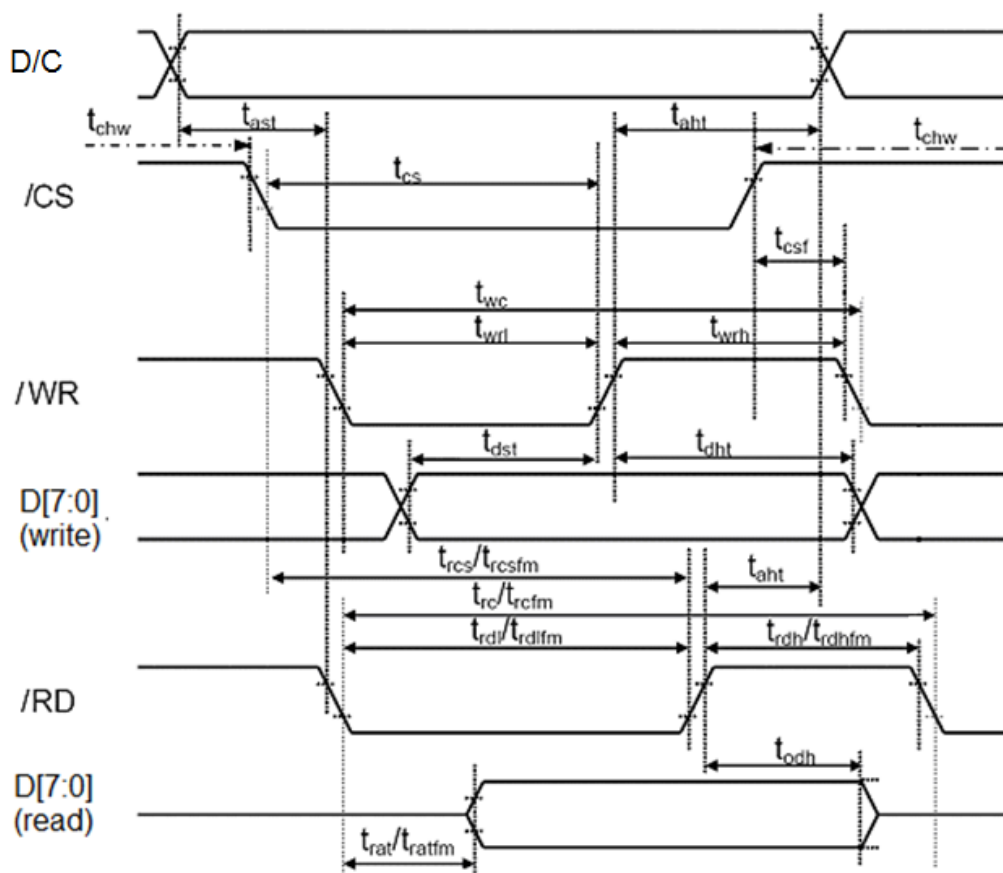 D/C
t_ast
t_aht
t_chw
t_chw
/CS
t_cs
t_csf
t_wc
t_wrl
t_wrh
/WR
t_dst
t_dht
D[7:0]
(write)
t_rcs/t_rcsfm
t_aht
t_rc/t_rcfm
t_rdl/t_rdlfm
t_rdh/t_rdhfm
/RD
t_odh
D[7:0]
(read)
t_rat/t_ratfm